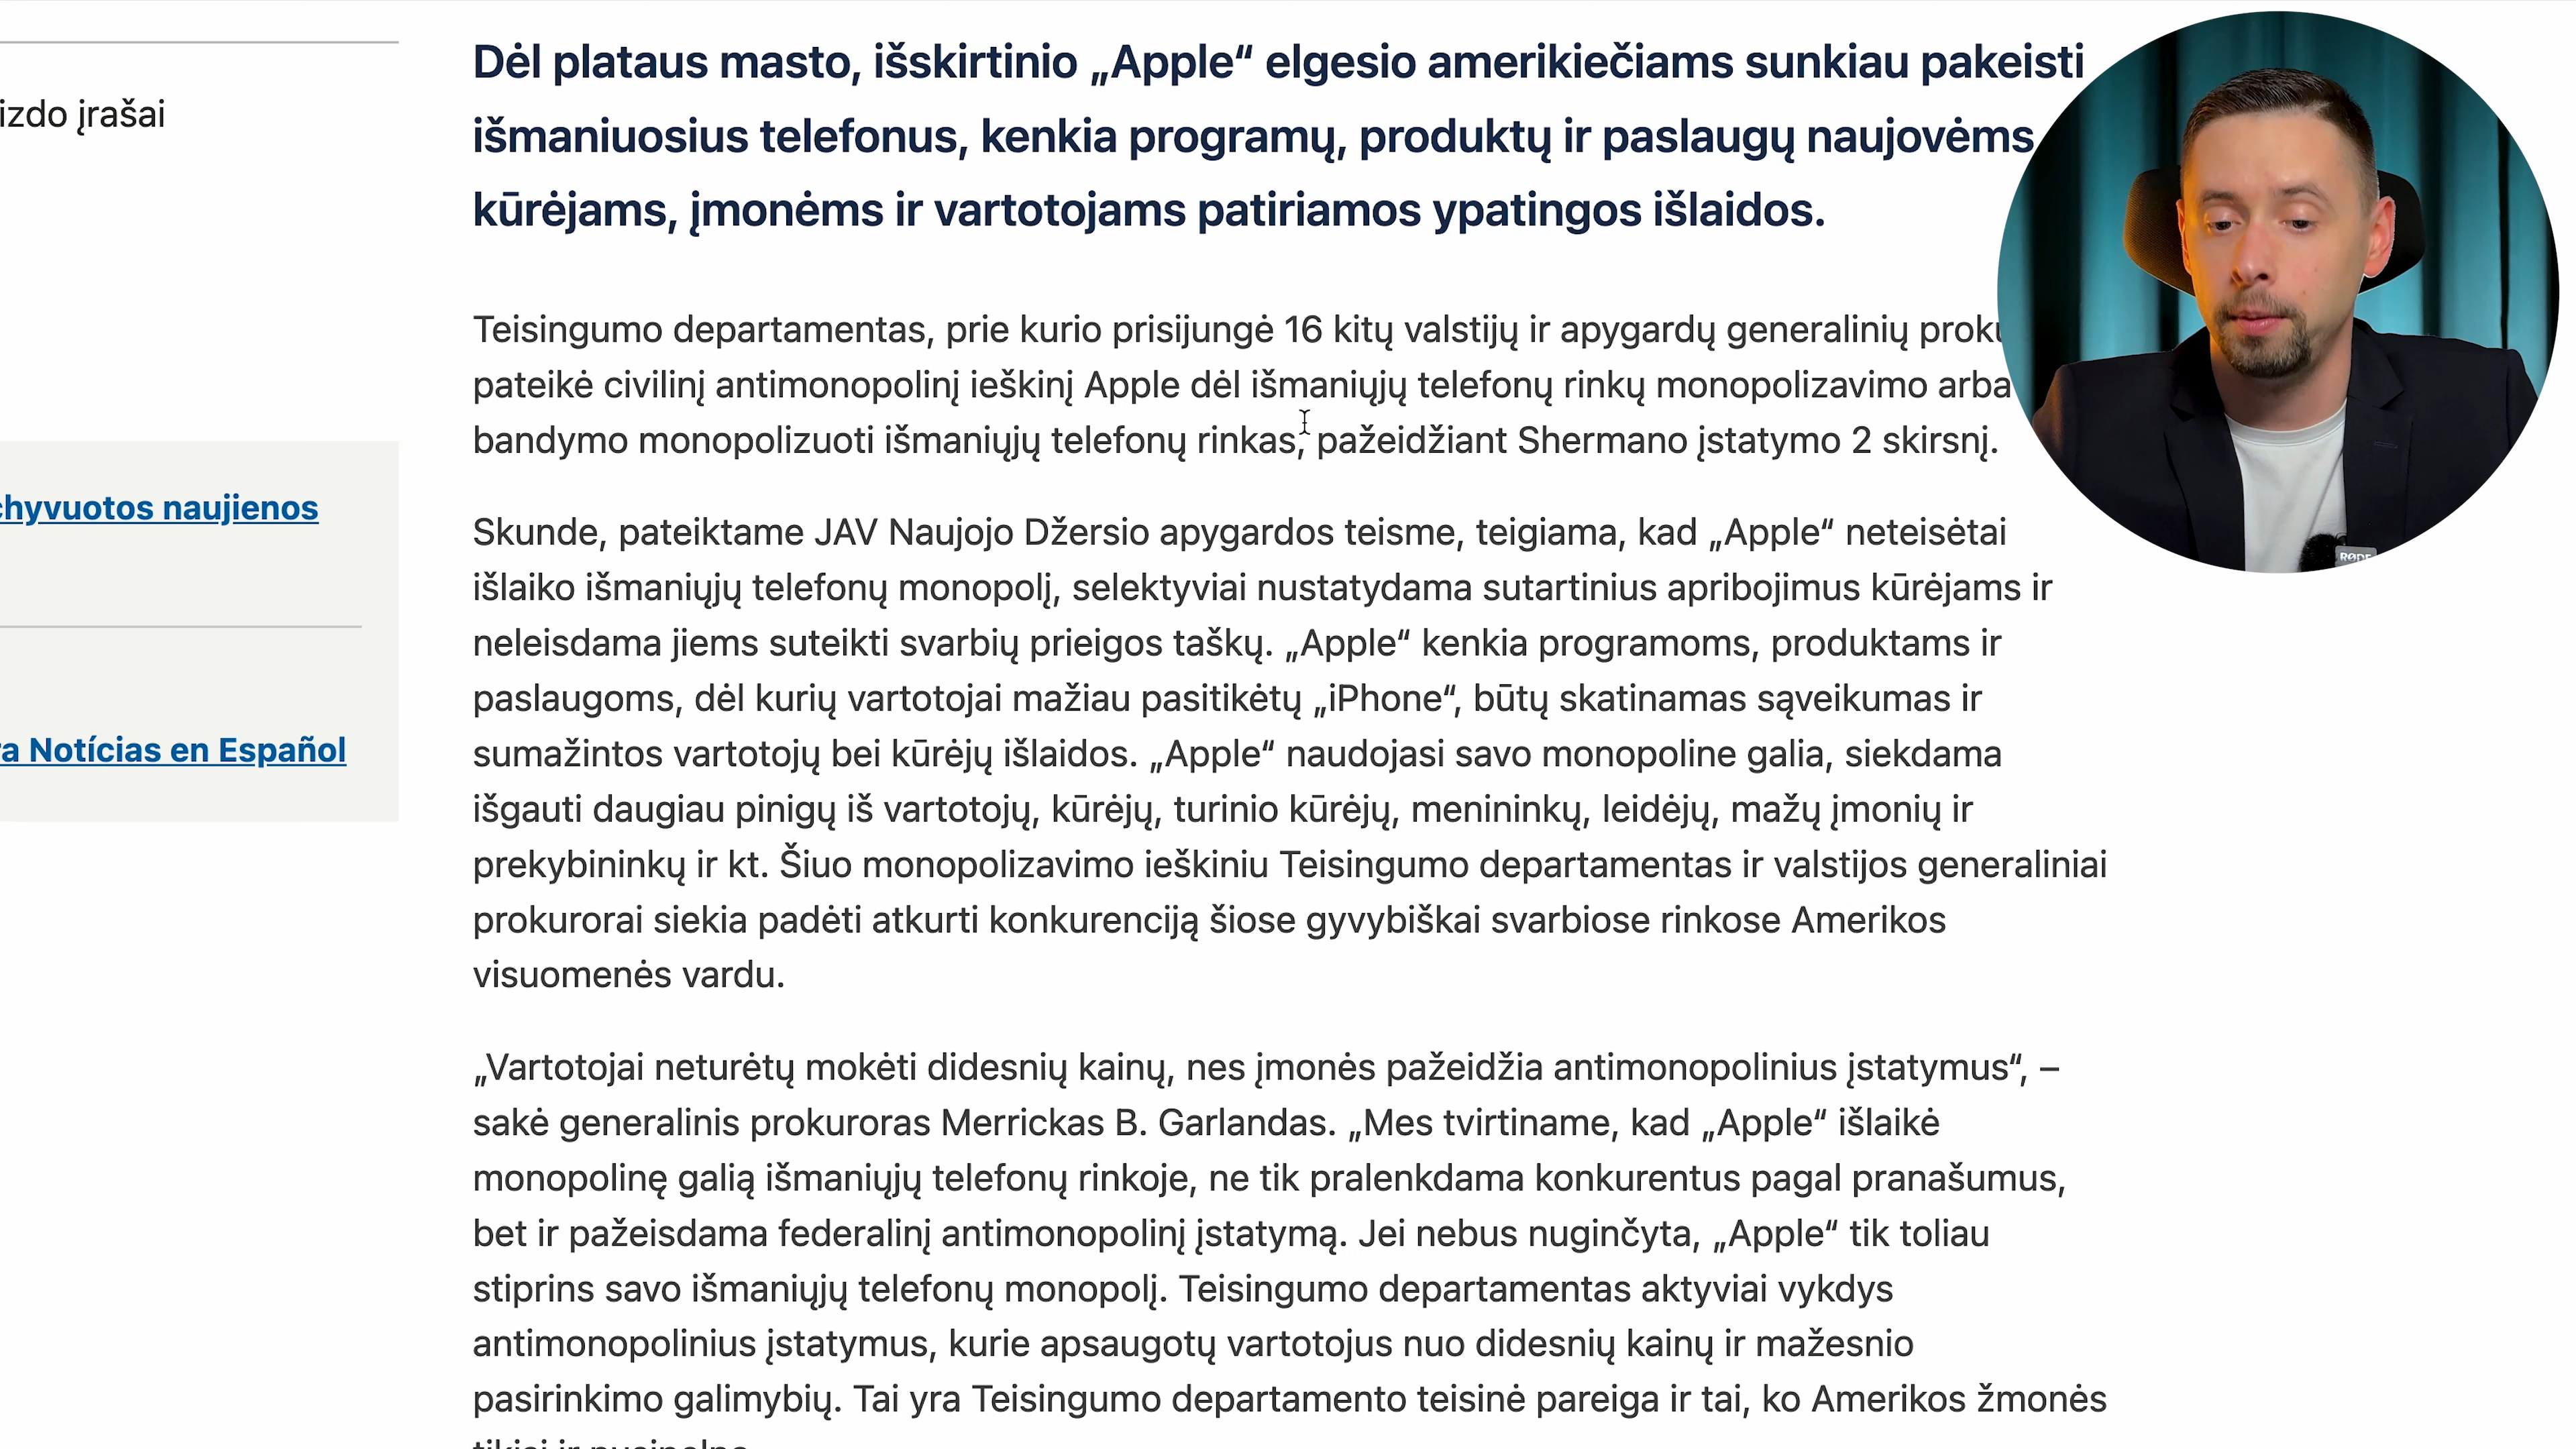 izdo įrašai
chyvuotos naujienos
ra Notícias en Español
Dėl plataus masto, išskirtinio „Apple“ elgesio amerikiečiams sunkiau pakeisti
išmaniuosius telefonus, kenkia programų, produktų ir paslaugų naujovėms
kūrėjams, įmonėms ir vartotojams patiriamos ypatingos išlaidos.
Teisingumo departamentas, prie kurio prisijungė 16 kitų valstijų ir apygardų generalinių
pateikė civilinį antimonopolinį ieškinį Apple dėl išmaniųjų telefonų rinkų monopolizavimo arba
bandymo monopolizuoti išmaniųjų telefonų rinkas, pažeidžiant Shermano įstatymo 2 skirsnį.
Skunde, pateiktame JAV Naujojo Džersio apygardos teisme, teigiama, kad „Apple“ neteisėtai
išlaiko išmaniųjų telefonų monopolį, selektyviai nustatydama sutartinius apribojimus kūrėjams ir
neleisdama jiems suteikti svarbių prieigos taškų. „Apple“ kenkia programoms, produktams ir
paslaugoms, dėl kurių vartotojai mažiau pasitikėtų „iPhone“, būtų skatinamas sąveikumas ir
sumažintos vartotojų bei kūrėjų išlaidos. „Apple“ naudojasi savo monopoline galia, siekdama
išgauti daugiau pinigų iš vartotojų, kūrėjų, turinio kūrėjų, menininkų, leidėjų, mažų įmonių ir
prekybininkų ir kt. Šiuo monopolizavimo ieškiniu Teisingumo departamentas ir valstijos generaliniai
prokurorai siekia padėti atkurti konkurenciją šiose gyvybiškai svarbiose rinkose Amerikos
visuomenės vardu.
„Vartotojai neturėtų mokėti didesnių kainų, nes įmonės pažeidžia antimonopolinius įstatymus“, –
sakė generalinis prokuroras Merrickas B. Garlandas. „Mes tvirtiname, kad „Apple“ išlaikė
monopolinę galią išmaniųjų telefonų rinkoje, ne tik pralenkdama konkurentus pagal pranašumus,
bet ir pažeisdama federalinį antimonopolinį įstatymą. Jei nebus nuginčyta, „Apple“ tik toliau
stiprins savo išmaniųjų telefonų monopolį. Teisingumo departamentas aktyviai vykdys
antimonopolinius įstatymus, kurie apsaugotų vartotojus nuo didesnių kainų ir mažesnio
pasirinkimo galimybių. Tai yra Teisingumo departamento teisinė pareiga ir tai, ko Amerikos žmonės
RØDE